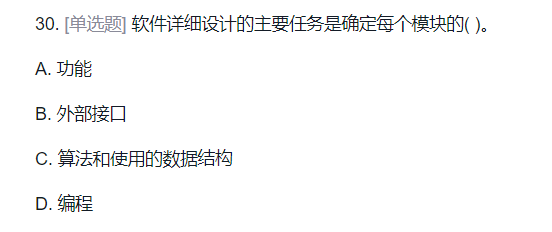 30. [单选题] 软件详细设计的主要任务是确定每个模块的( )。
A. 功能
B. 外部接口
C. 算法和使用的数据结构
D. 编程